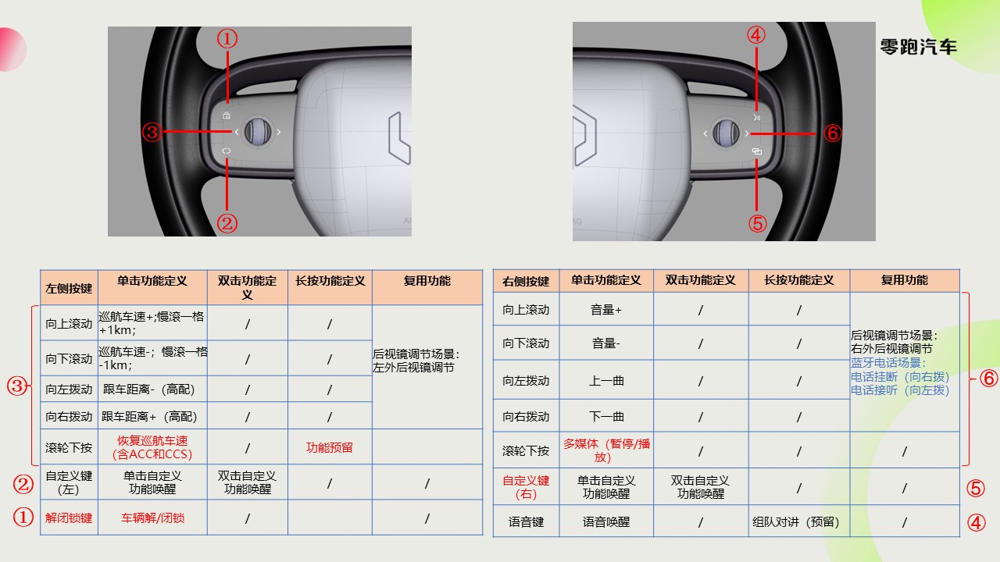 零跑汽车
①
③
②
④
⑥
⑤
左侧按键 单击功能定义 双击功能定义 长按功能定义 复用功能
向上滚动 巡航车速+;慢滚一格+1km； / /
向下滚动 巡航车速-；慢滚一格-1km； / /
后视镜调节场景：
左外后视镜调节
③
向左拨动 跟车距离-（高配） / /
向右拨动 跟车距离+（高配） / /
滚轮下按 恢复巡航车速（含ACC和CCS） / 功能预留
② 自定义键（左） 单击自定义功能唤醒 双击自定义功能唤醒 / /
① 解闭锁键 车辆解/闭锁 / /
右侧按键 单击功能定义 双击功能定义 长按功能定义 复用功能
向上滚动 音量+ / /
向下滚动 音量- / /
后视镜调节场景：
右外后视镜调节
蓝牙电话场景：
电话挂断（向右拨）
电话接听（向左拨）
⑥
向左拨动 上一曲 / /
向右拨动 下一曲 / /
滚轮下按 多媒体（暂停/播放） / / /
自定义键（右） 单击自定义功能唤醒 双击自定义功能唤醒 / / ⑤
语音键 语音唤醒 / 组队对讲（预留） / ④